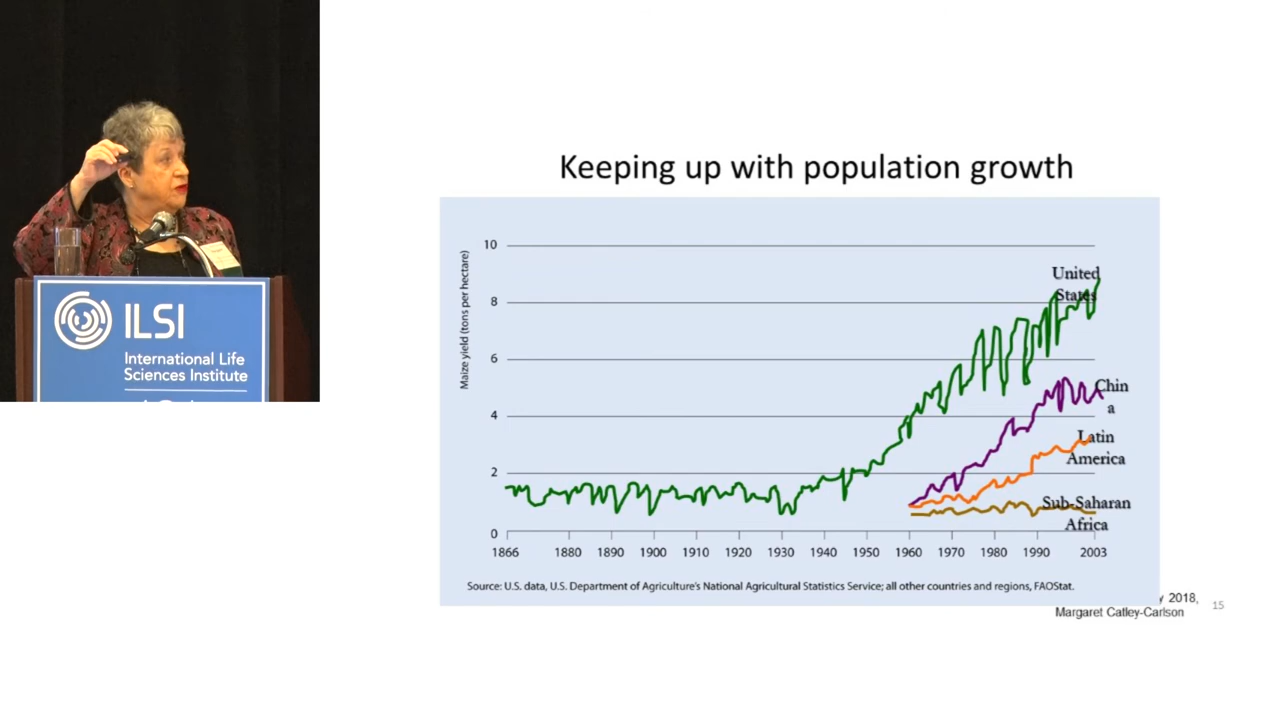 Keeping up with population growth
Maize yield (tons per hectare)
10
8
6
4
2
0
United
States
Chin
a
Latin
America
Sub-Saharan
Africa
1866 1880 1890 1900 1910 1920 1930 1940 1950 1960 1970 1980 1990 2003
Source: U.S. data, U.S. Department of Agriculture's National Agricultural Statistics Service; all other countries and regions, FAOStat.
2018,
Margaret Catley-Carlson
15
ILSI
International Life
Sciences Institute